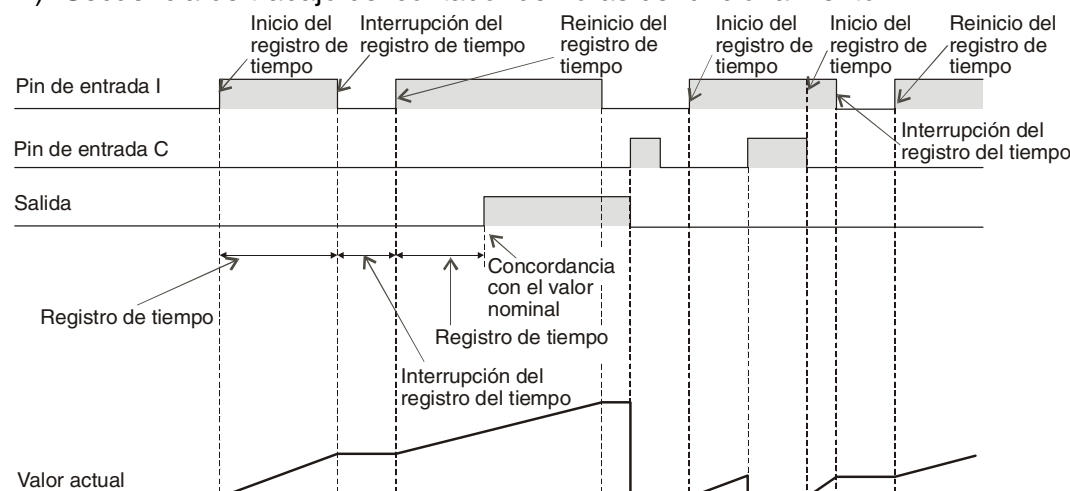 Inicio del
registro de
tiempo
Interrupción del
registro de tiempo
Reinicio del
registro de
tiempo
Inicio del
registro de
tiempo
Inicio del
registro de
tiempo
Reinicio del
registro de
tiempo
Pin de entrada I
Interrupción del
registro del tiempo
Pin de entrada C
Salida
Concordancia
con el valor
nominal
Registro de tiempo
Registro de tiempo
Interrupción del
registro del tiempo
Valor actual